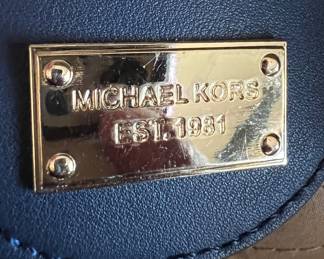 MICHAEL KORS
EST. 1981